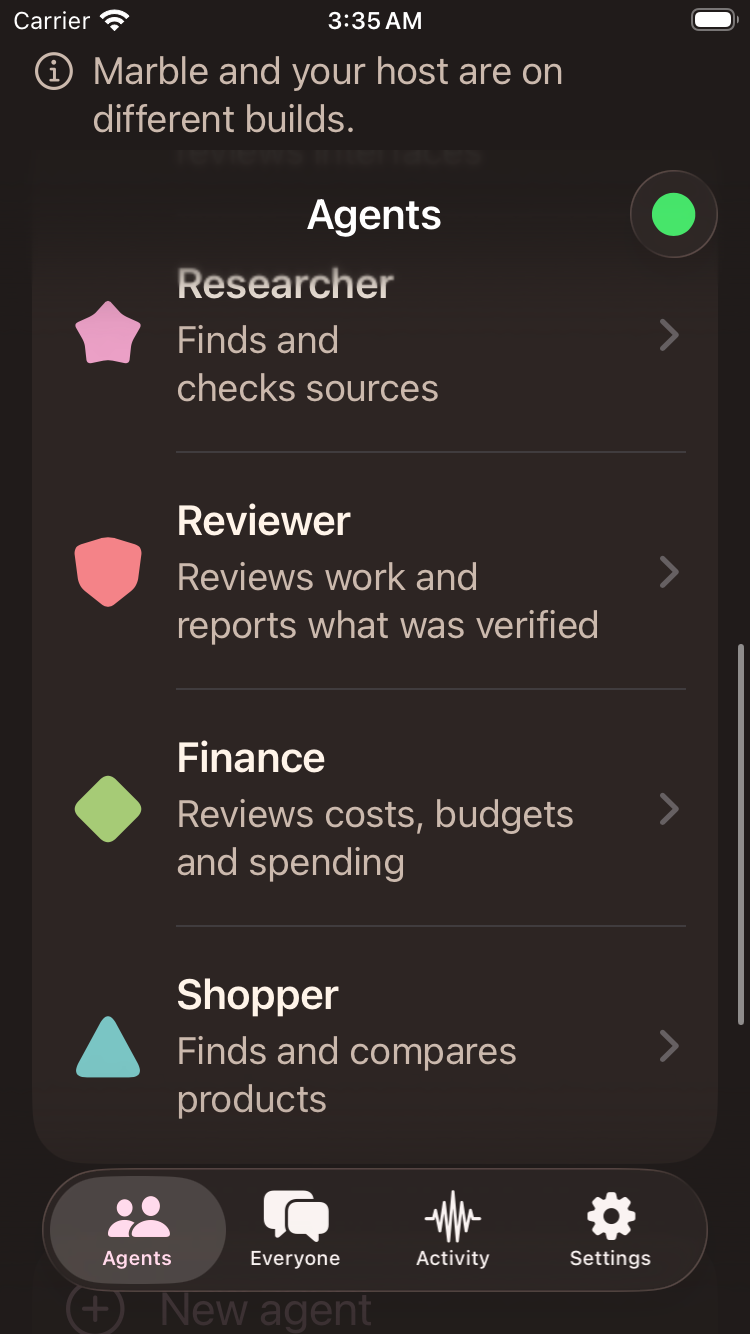 Carrier 3:35 AM
Marble and your host are on
different builds.
reviews interfaces
Agents
Researcher
Finds and
checks sources
Reviewer
Reviews work and
reports what was verified
Finance
Reviews costs, budgets
and spending
Shopper
Finds and compares
products
Agents Everyone Activity Settings
New agent